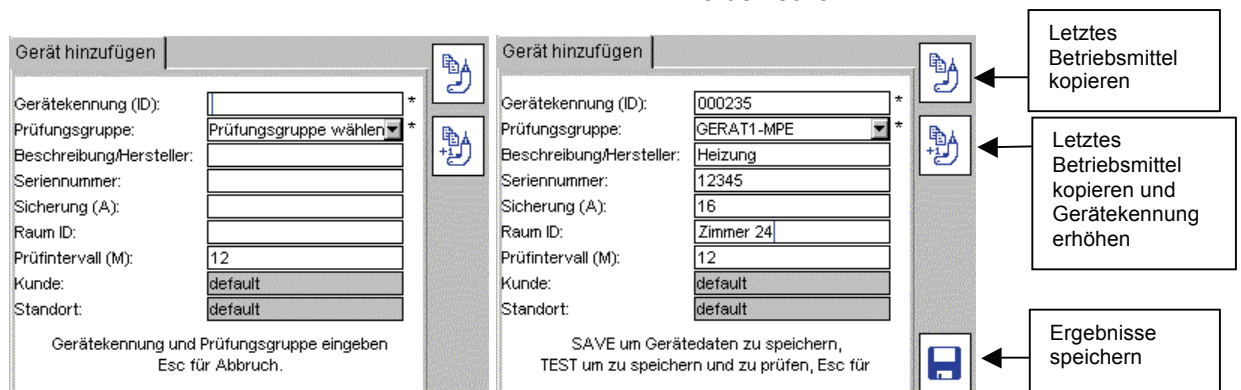 Gerät hinzufügen
Gerätekennung (ID): *
Prüfungsgruppe: Prüfungsgruppe wählen *
Beschreibung/Hersteller:
Seriennummer:
Sicherung (A):
Raum ID:
Prüfintervall (M): 12
Kunde: default
Standort: default
Gerätekennung und Prüfungsgruppe eingeben
Esc für Abbruch.
+1
Gerät hinzufügen
Gerätekennung (ID): 000235 *
Prüfungsgruppe: GERAT1-MPE *
Beschreibung/Hersteller: Heizung
Seriennummer: 12345
Sicherung (A): 16
Raum ID: Zimmer 24
Prüfintervall (M): 12
Kunde: default
Standort: default
SAVE um Gerätedaten zu speichern,
TEST um zu speichern und zu prüfen, Esc für
+1
Letztes
Betriebsmittel
kopieren
Letztes
Betriebsmittel
kopieren und
Gerätekennung
erhöhen
Ergebnisse
speichern